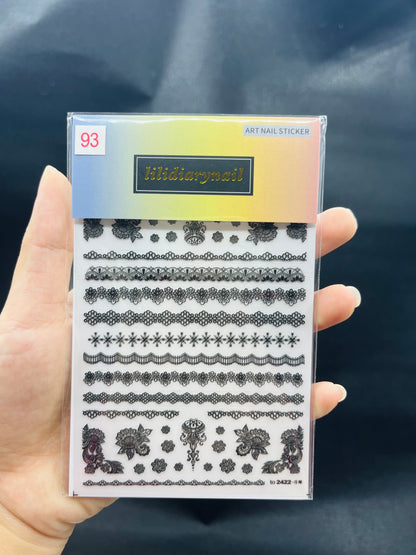 93
ART NAIL STICKER
lilidiarynail
to 2422